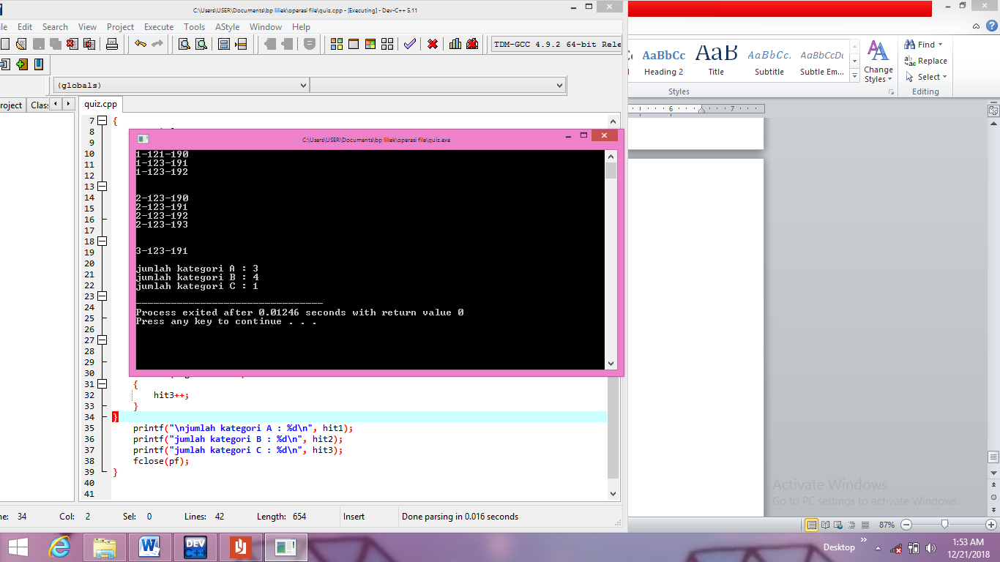 C:\Users\USER\Documents\bp liliek\operasi file\quiz.cpp - [Executing] - Dev-C++ 5.11
Edit Search View Project Execute Tools AStyle Window Help
TDM-GCC 4.9.2 64-bit Rele
(globals)
roject Class
quiz.cpp
7 {
8
9
10
11
12
13
14
15
16
17
18
19
20
21
22
23
24
25
26
27
28
29
30
31 {
32 hit3++;
33 }
34 }
35 printf("\njumlah kategori A : %d\n", hit1);
36 printf("jumlah kategori B : %d\n", hit2);
37 printf("jumlah kategori C : %d\n", hit3);
38 fclose(pf);
39 }
40
41
C:\Users\USER\Documents\bp liliek\operasi file\quiz.exe
1-121-190
1-123-191
1-123-192
2-123-190
2-123-191
2-123-192
2-123-193
3-123-191
jumlah kategori A : 3
jumlah kategori B : 4
jumlah kategori C : 1
--------------------------------
Process exited after 0.01246 seconds with return value 0
Press any key to continue . . .
ne: 34 Col: 2 Sel: 0 Lines: 42 Length: 654 Insert Done parsing in 0.016 seconds
AaBbCc AaB AaBbCc. AaBbCcDc
Heading 2 Title Subtitle Subtle Em...
Change Styles
Find
Replace
Select
Styles Editing
6 7
Activate Windows
Go to PC settings to activate Windows.
87%
W DEV C++
Desktop
1:53 AM
12/21/2018